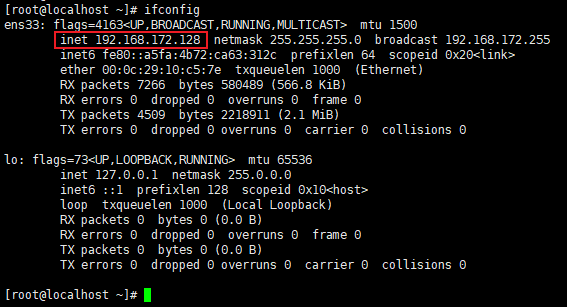 [root@localhost ~]# ifconfig
ens33: flags=4163<UP,BROADCAST,RUNNING,MULTICAST>  mtu 1500
        inet 192.168.172.128  netmask 255.255.255.0  broadcast 192.168.172.255
        inet6 fe80::a5fa:4b72:ca63:312c  prefixlen 64  scopeid 0x20<link>
        ether 00:0c:29:10:c5:7e  txqueuelen 1000  (Ethernet)
        RX packets 7266  bytes 580489 (566.8 KiB)
        RX errors 0  dropped 0  overruns 0  frame 0
        TX packets 4509  bytes 2218911 (2.1 MiB)
        TX errors 0  dropped 0 overruns 0  carrier 0  collisions 0

lo: flags=73<UP,LOOPBACK,RUNNING>  mtu 65536
        inet 127.0.0.1  netmask 255.0.0.0
        inet6 ::1  prefixlen 128  scopeid 0x10<host>
        loop  txqueuelen 1000  (Local Loopback)
        RX packets 0  bytes 0 (0.0 B)
        RX errors 0  dropped 0  overruns 0  frame 0
        TX packets 0  bytes 0 (0.0 B)
        TX errors 0  dropped 0 overruns 0  carrier 0  collisions 0

[root@localhost ~]#